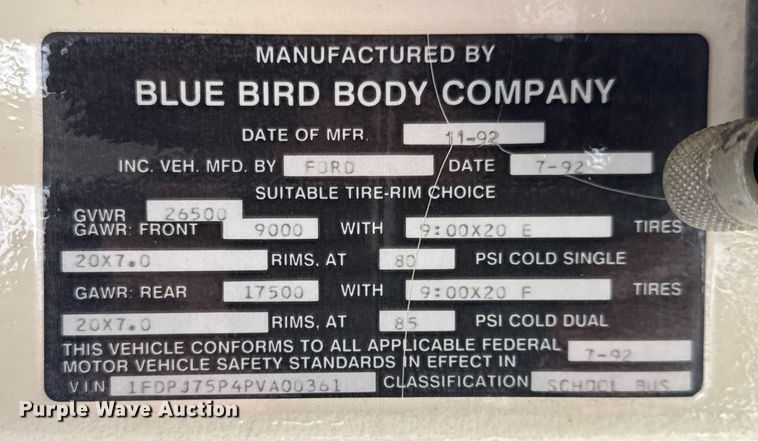 MANUFACTURED BY
BLUE BIRD BODY COMPANY
DATE OF MFR. 11-92
INC. VEH. MFD. BY FORD DATE 7-92
SUITABLE TIRE-RIM CHOICE
GVWR 26500
GAWR: FRONT 9000 WITH 9:00X20 E TIRES
20X7.0 RIMS, AT 80 PSI COLD SINGLE
GAWR: REAR 17500 WITH 9:00X20 F TIRES
20X7.0 RIMS, AT 85 PSI COLD DUAL
THIS VEHICLE CONFORMS TO ALL APPLICABLE FEDERAL
MOTOR VEHICLE SAFETY STANDARDS IN EFFECT IN 7-92
V.I.N. 1FDPJ75P4PVA00361 CLASSIFICATION SCHOOL BUS
Purple Wave Auction